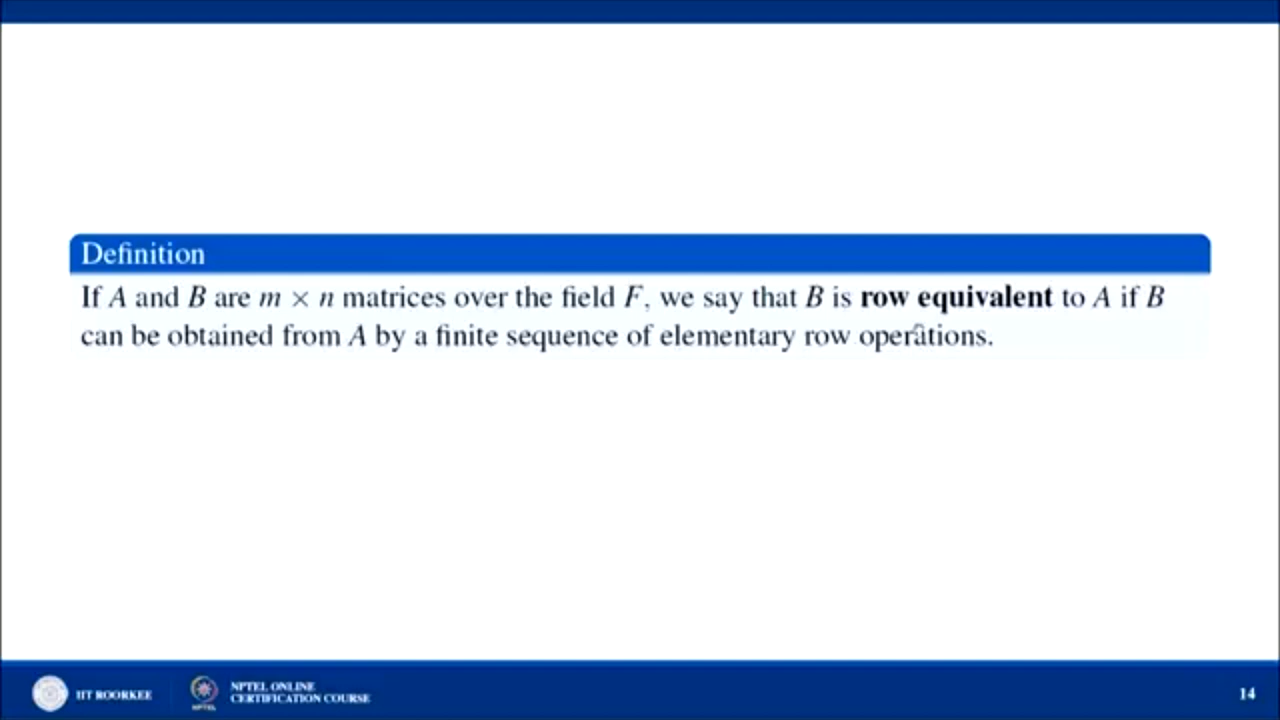 Definition
If A and B are m × n matrices over the field F, we say that B is row equivalent to A if B
can be obtained from A by a finite sequence of elementary row operations.
IIT ROORKEE
NPTEL
NPTEL ONLINE
CERTIFICATION COURSE
14